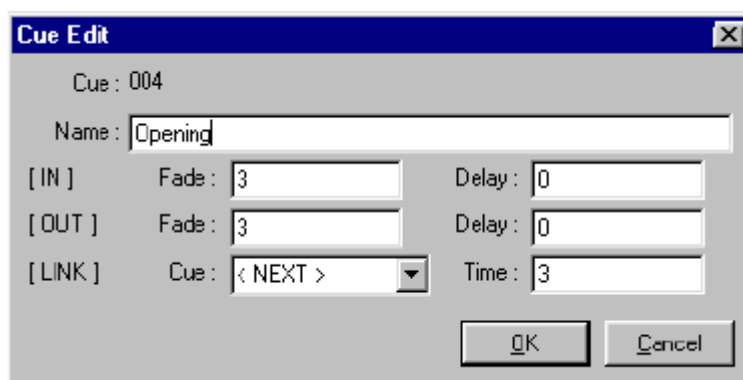 Cue Edit
Cue : 004
Name : Opening
[ IN ] Fade : 3 Delay : 0
[ OUT ] Fade : 3 Delay : 0
[ LINK ] Cue : < NEXT > Time : 3
OK Cancel